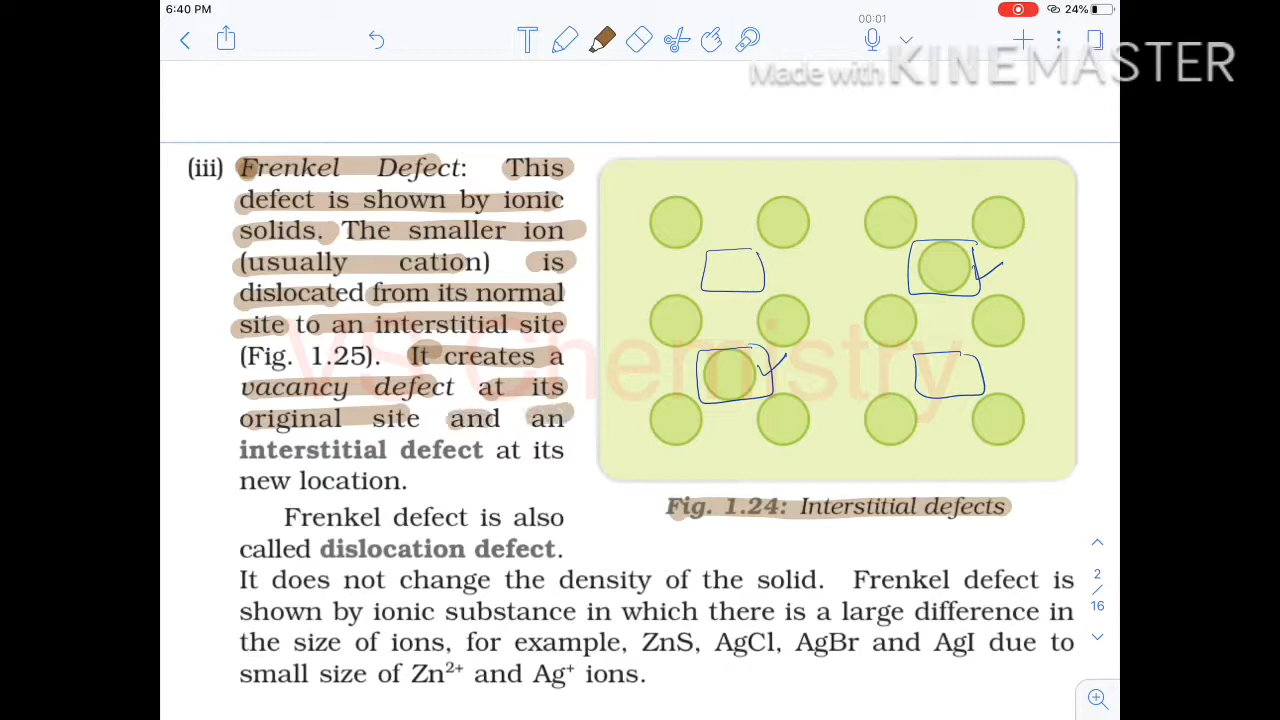 6:40 PM
24%
00:01
Made with KINEMASTER
(iii) Frenkel Defect: This
defect is shown by ionic
solids. The smaller ion
(usually cation) is
dislocated from its normal
site to an interstitial site
(Fig. 1.25). It creates a
vacancy defect at its
original site and an
interstitial defect at its
new location.
VS Chemistry
Fig. 1.24: Interstitial defects
Frenkel defect is also
called dislocation defect.
It does not change the density of the solid. Frenkel defect is
shown by ionic substance in which there is a large difference in
the size of ions, for example, ZnS, AgCl, AgBr and AgI due to
small size of Zn²⁺ and Ag⁺ ions.
2
/
16